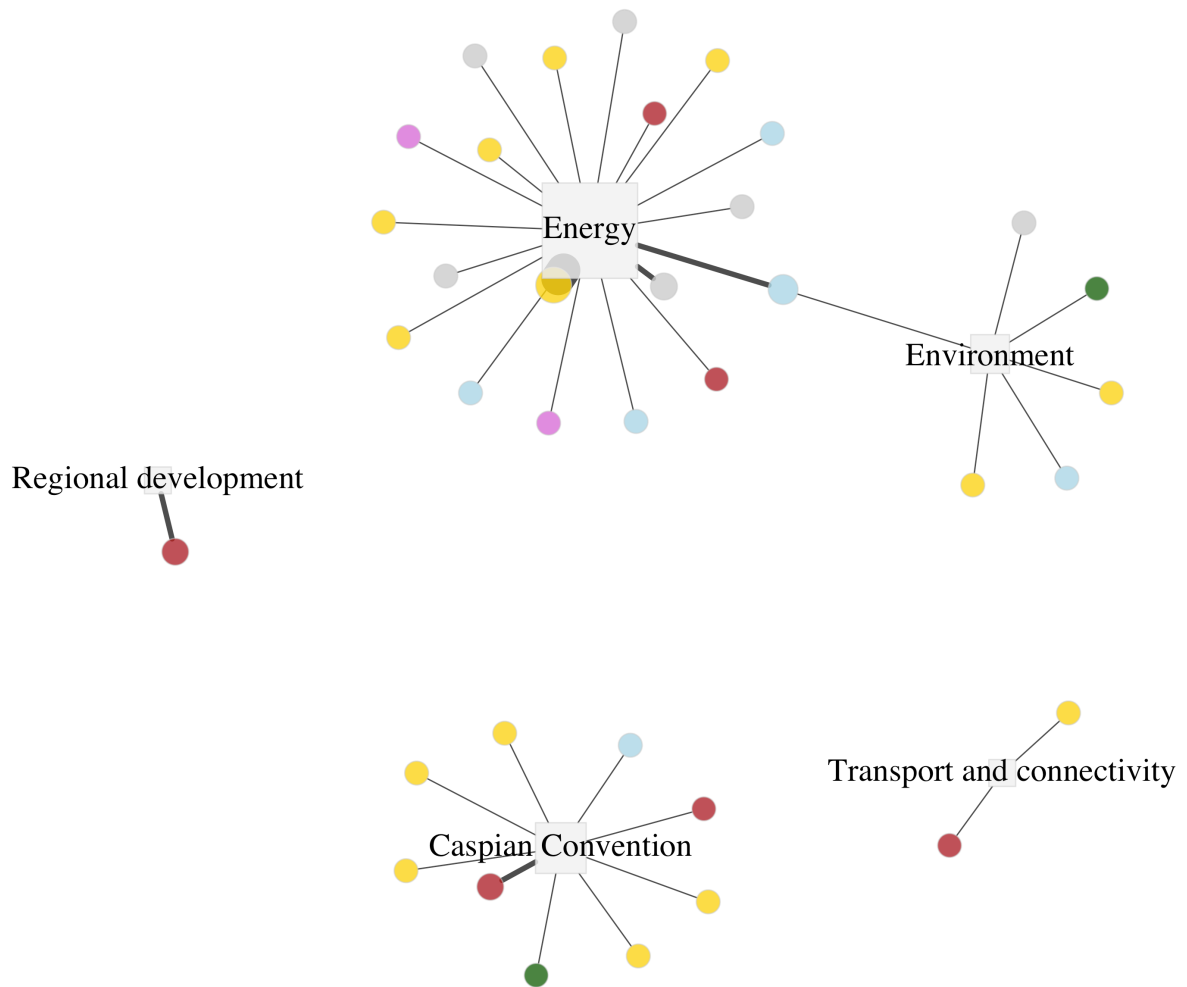 Energy
Environment
Regional development
Transport and connectivity
Caspian Convention